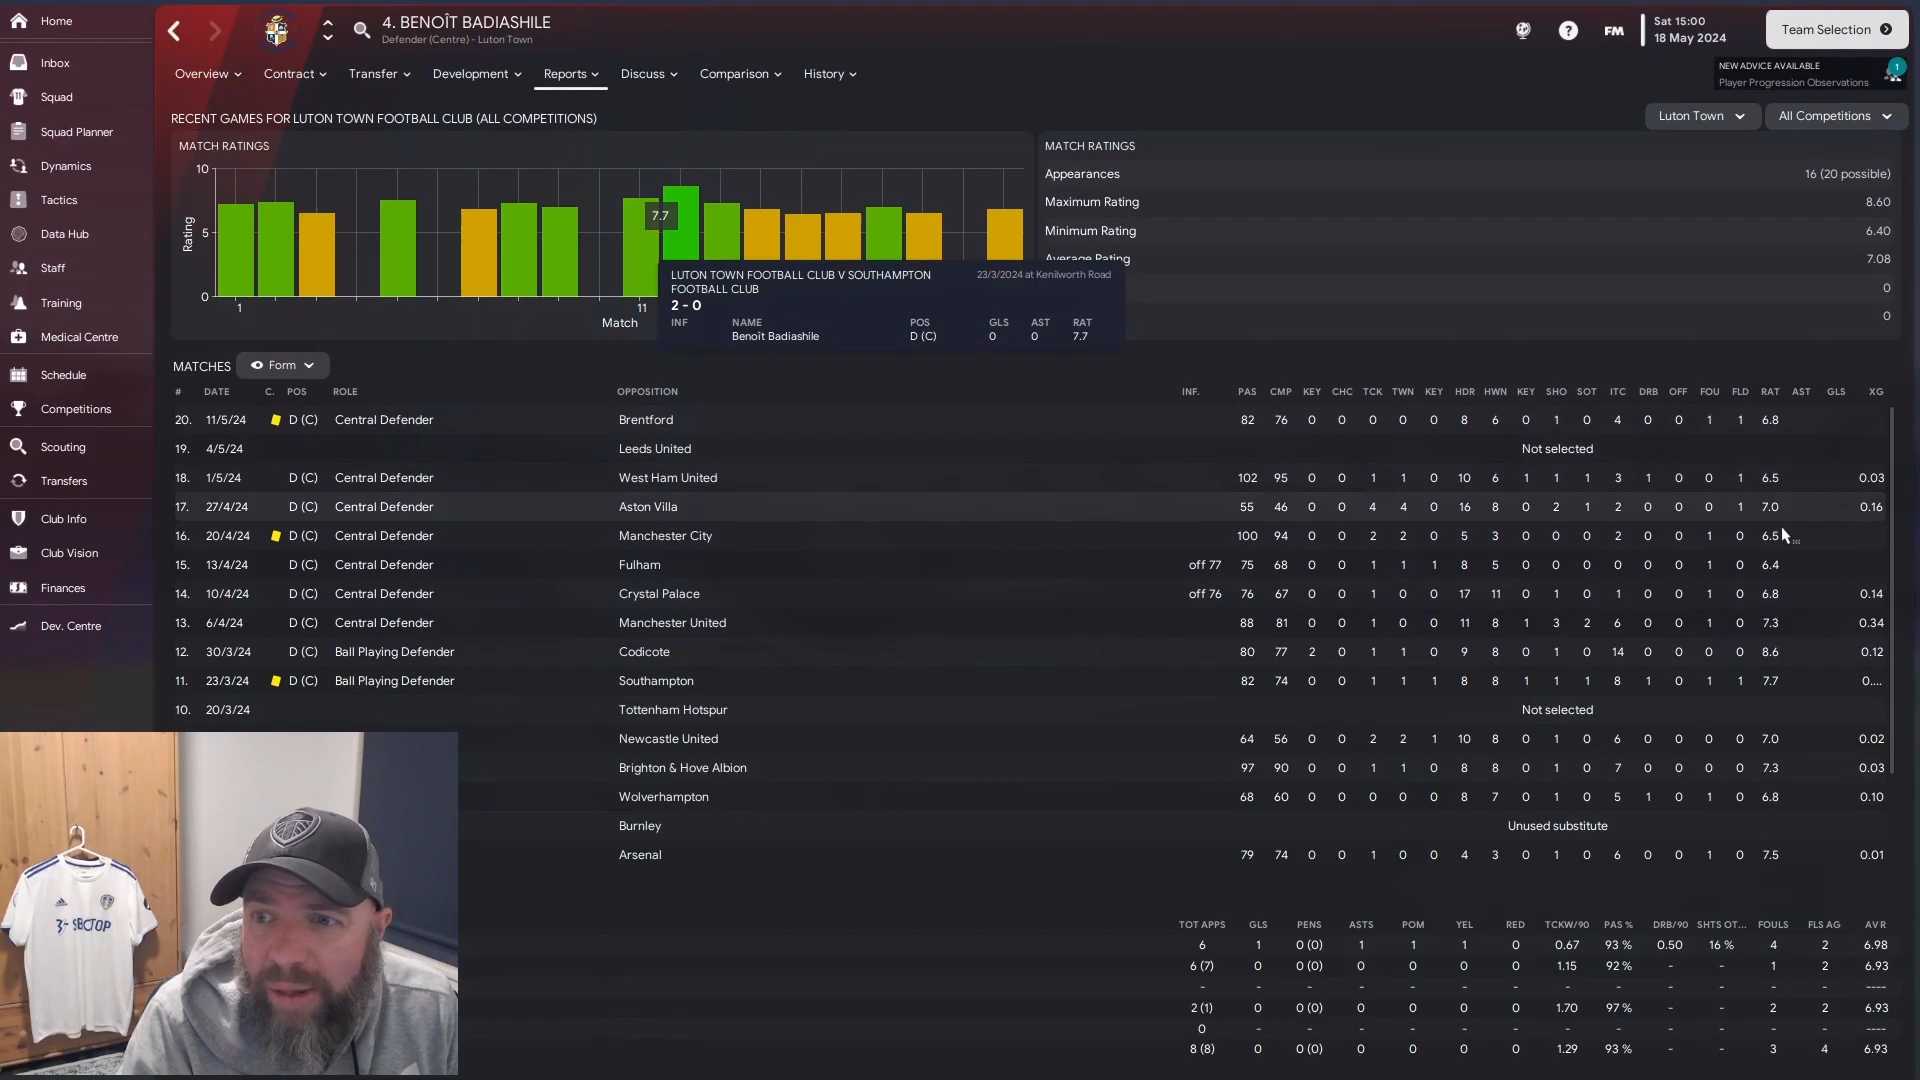 Home
Inbox
Squad
Squad Planner
Dynamics
Tactics
Data Hub
Staff
Training
Medical Centre
Schedule
Competitions
Scouting
Transfers
Club Info
Club Vision
Finances
Dev. Centre
4. BENOÎT BADIASHILE
Defender (Centre) - Luton Town
? FM Sat 15:00
18 May 2024
Team Selection
Overview Contract Transfer Development Reports Discuss Comparison History
NEW ADVICE AVAILABLE 1
Player Progression Observations
RECENT GAMES FOR LUTON TOWN FOOTBALL CLUB (ALL COMPETITIONS)
Luton Town All Competitions
MATCH RATINGS
10
5
0
Rating
7.7
1 11
Match
MATCH RATINGS
Appearances 16 (20 possible)
Maximum Rating 8.60
Minimum Rating 6.40
Average Rating 7.08
0
0
LUTON TOWN FOOTBALL CLUB V SOUTHAMPTON 23/3/2024 at Kenilworth Road
FOOTBALL CLUB
2 - 0
INF NAME POS GLS AST RAT
Benoît Badiashile D (C) 0 0 7.7
MATCHES Form
# DATE C. POS ROLE OPPOSITION INF. PAS CMP KEY CHC TCK TWN KEY HDR HWN KEY SHO SOT ITC DRB OFF FOU FLD RAT AST GLS XG
20. 11/5/24 D (C) Central Defender Brentford 82 76 0 0 0 0 0 8 6 0 1 0 4 0 0 1 1 6.8
19. 4/5/24 Leeds United Not selected
18. 1/5/24 D (C) Central Defender West Ham United 102 95 0 0 1 1 0 10 6 1 1 1 3 1 0 0 1 6.5 0.03
17. 27/4/24 D (C) Central Defender Aston Villa 55 46 0 0 4 4 0 16 8 0 2 1 2 0 0 0 1 7.0 0.16
16. 20/4/24 D (C) Central Defender Manchester City 100 94 0 0 2 2 0 5 3 0 0 0 2 0 0 1 0 6.5
15. 13/4/24 D (C) Central Defender Fulham off 77 75 68 0 0 1 1 1 8 5 0 0 0 0 0 0 1 0 6.4
14. 10/4/24 D (C) Central Defender Crystal Palace off 76 76 67 0 0 1 0 0 17 11 0 1 0 1 0 0 1 0 6.8 0.14
13. 6/4/24 D (C) Central Defender Manchester United 88 81 0 0 1 0 0 11 8 1 3 2 6 0 0 1 0 7.3 0.34
12. 30/3/24 D (C) Ball Playing Defender Codicote 80 77 2 0 1 1 0 9 8 0 1 0 14 0 0 0 0 8.6 0.12
11. 23/3/24 D (C) Ball Playing Defender Southampton 82 74 0 0 1 1 1 8 8 1 1 1 8 1 0 1 1 7.7 0....
10. 20/3/24 Tottenham Hotspur Not selected
Newcastle United 64 56 0 0 2 2 1 10 8 0 1 0 6 0 0 0 0 7.0 0.02
Brighton & Hove Albion 97 90 0 0 1 1 0 8 8 0 1 0 7 0 0 0 0 7.3 0.03
Wolverhampton 68 60 0 0 0 0 0 8 7 0 1 0 5 1 0 1 0 6.8 0.10
Burnley Unused substitute
Arsenal 79 74 0 0 1 0 0 4 3 0 1 0 6 0 0 1 0 7.5 0.01
TOT APPS GLS PENS ASTS POM YEL RED TCKW/90 PAS % DRB/90 SHTS OT... FOULS FLS AG AV R
6 1 0 (0) 1 1 1 0 0.67 93 % 0.50 16 % 4 2 6.98
6 (7) 0 0 (0) 0 0 0 0 1.15 92 % - - 1 2 6.93
- - - - - - - - - - - - - ----
2 (1) 0 0 (0) 0 0 0 0 1.70 97 % - - 2 2 6.93
0 - - - - - - - - - - - - ----
8 (8) 0 0 (0) 0 0 0 0 1.29 93 % - - 3 4 6.93
SBOTOP